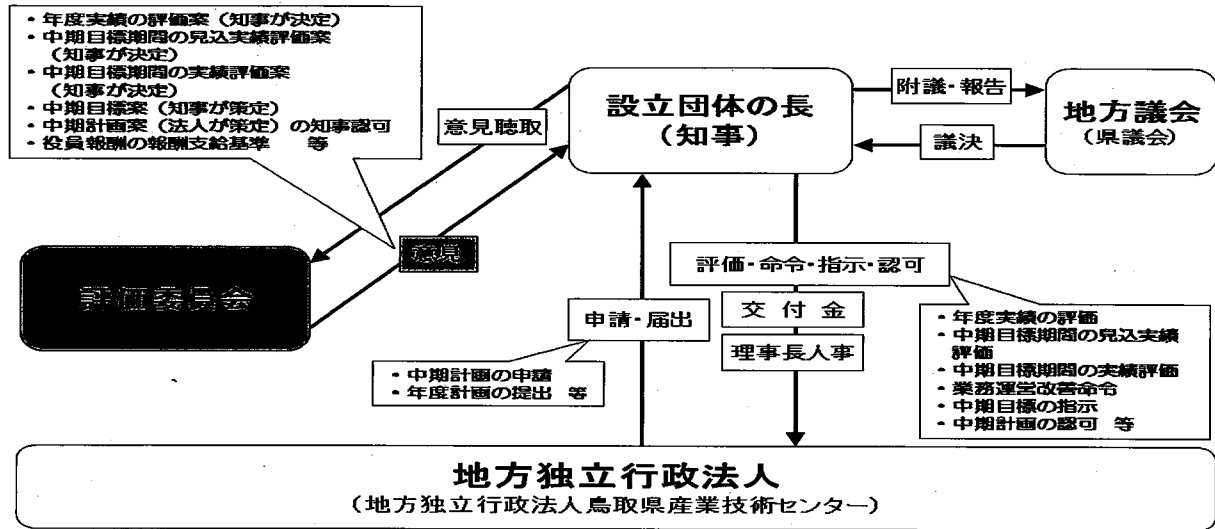 ・年度実績の評価案（知事が決定）
・中期目標期間の見込実績評価案
（知事が決定）
・中期目標期間の実績評価案
（知事が決定）
・中期目標案（知事が策定）
・中期計画案（法人が策定）の知事認可
・役員報酬の報酬支給基準　等
意見聴取
設立団体の長
（知事）
附議・報告
議決
地方議会
（県議会）
意見
評価委員会
申請・届出
・中期計画の申請
・年度計画の提出 等
評価・命令・指示・認可
交付金
理事長人事
・年度実績の評価
・中期目標期間の見込実績
評価
・中期目標期間の実績評価
・業務運営改善命令
・中期目標の指示
・中期計画の認可 等
地方独立行政法人
（地方独立行政法人鳥取県産業技術センター）